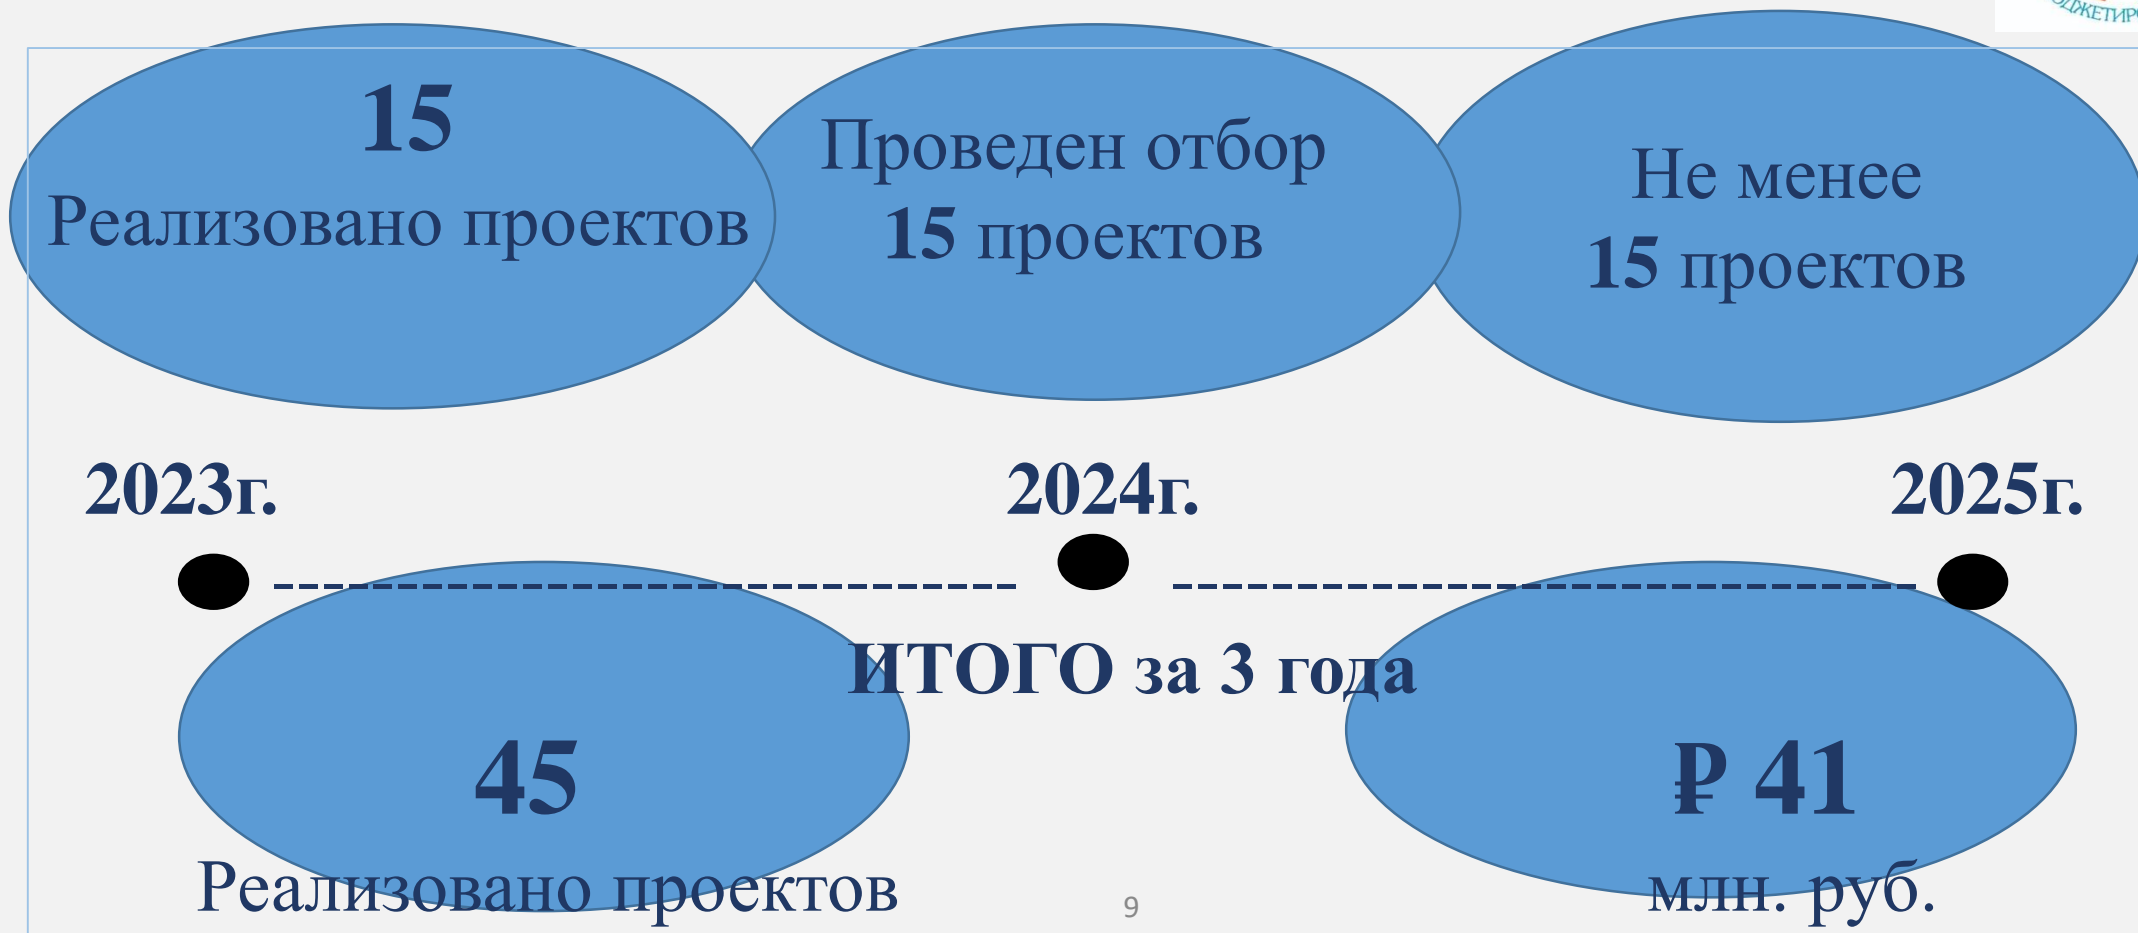 15
Реализовано проектов
Проведен отбор
15 проектов
Не менее
15 проектов
2023г.
2024г.
2025г.
ИТОГО за 3 года
45
Реализовано проектов
₽ 41
млн. руб.
9